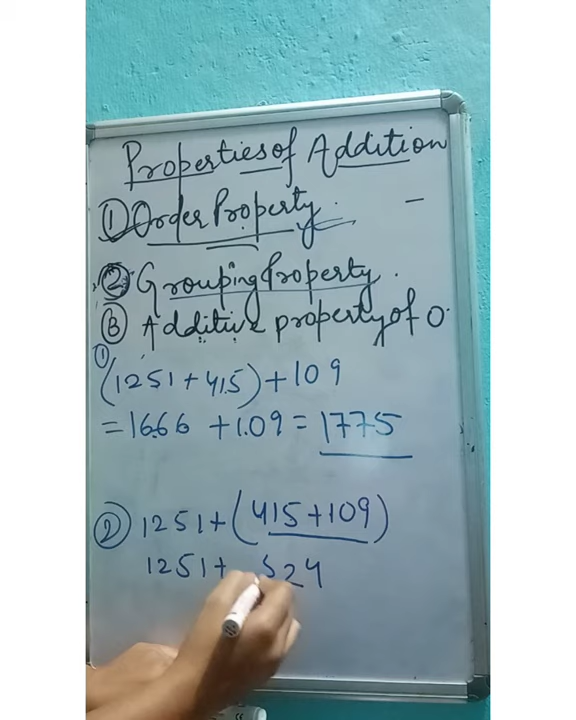 Properties of Addition
① Order Property. -
② Grouping Property.
③ Additive property of 0.
① (1251 + 415) + 109
= 1666 + 109 = 1775
② 1251 + (415 + 109)
1251 + 524